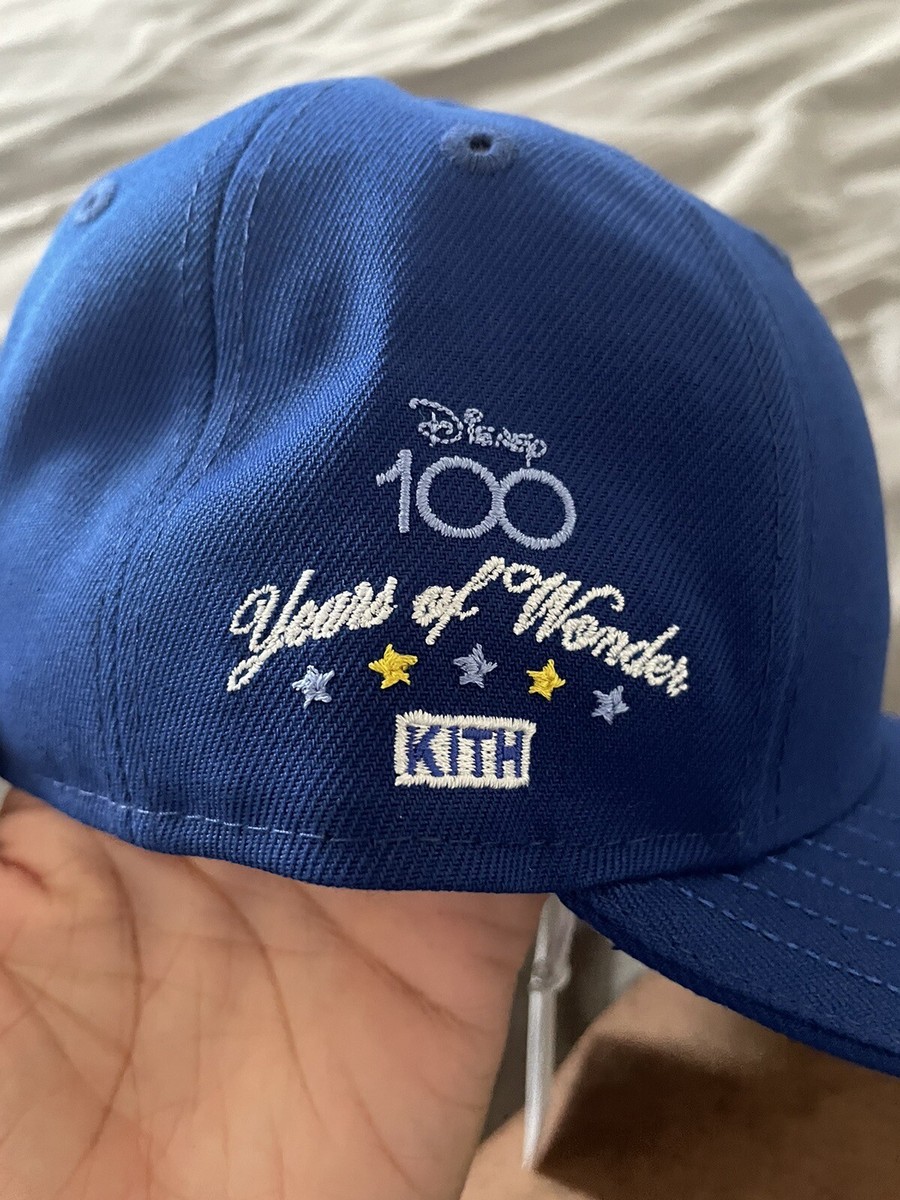 Disney
100
Years of Wonder
KITH